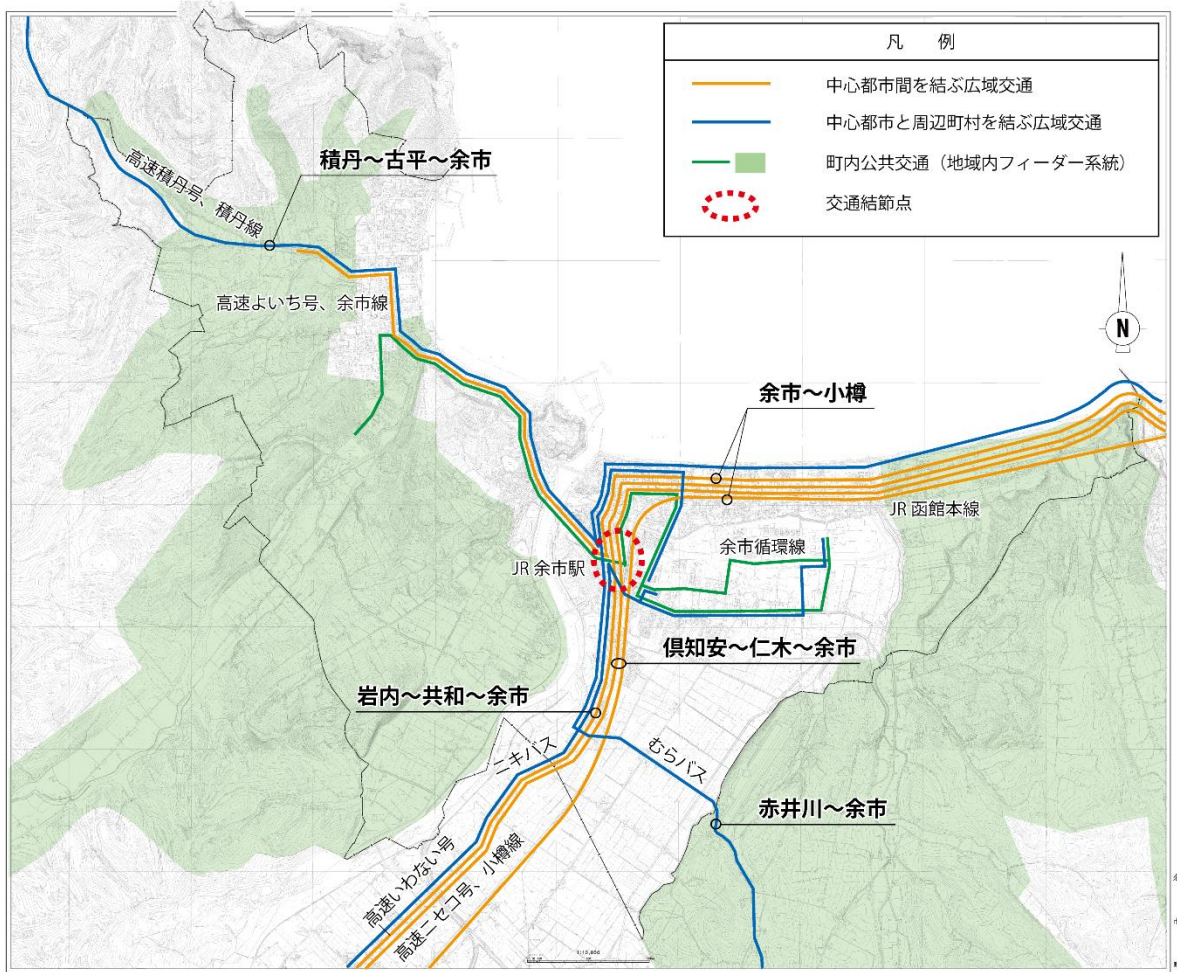 凡　例
中心都市間を結ぶ広域交通
中心都市と周辺町村を結ぶ広域交通
町内公共交通（地域内フィーダー系統）
交通結節点
積丹～古平～余市
高速積丹号、積丹線
高速よいち号、余市線
N
余市～小樽
JR 函館本線
余市循環線
JR 余市駅
倶知安～仁木～余市
岩内～共和～余市
ニキバス
むらバス
赤井川～余市
高速いわない号
高速ニセコ号、小樽線